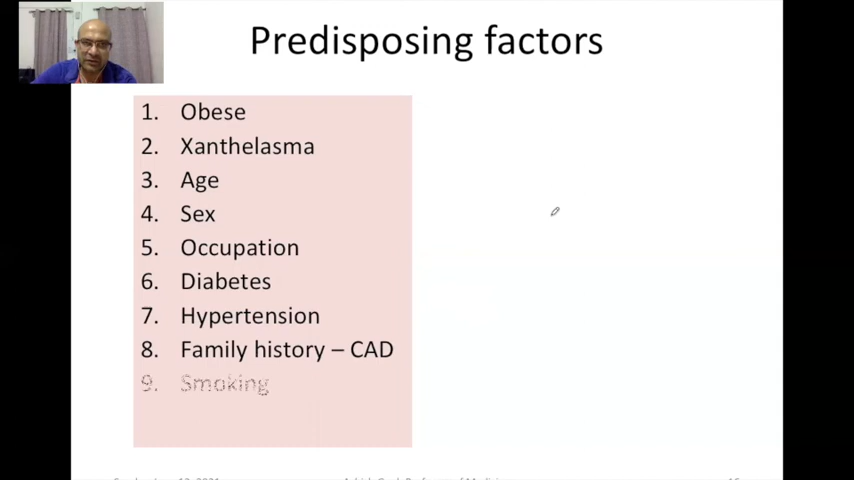 Predisposing factors
1. Obese
2. Xanthelasma
3. Age
4. Sex
5. Occupation
6. Diabetes
7. Hypertension
8. Family history – CAD
9. Smoking